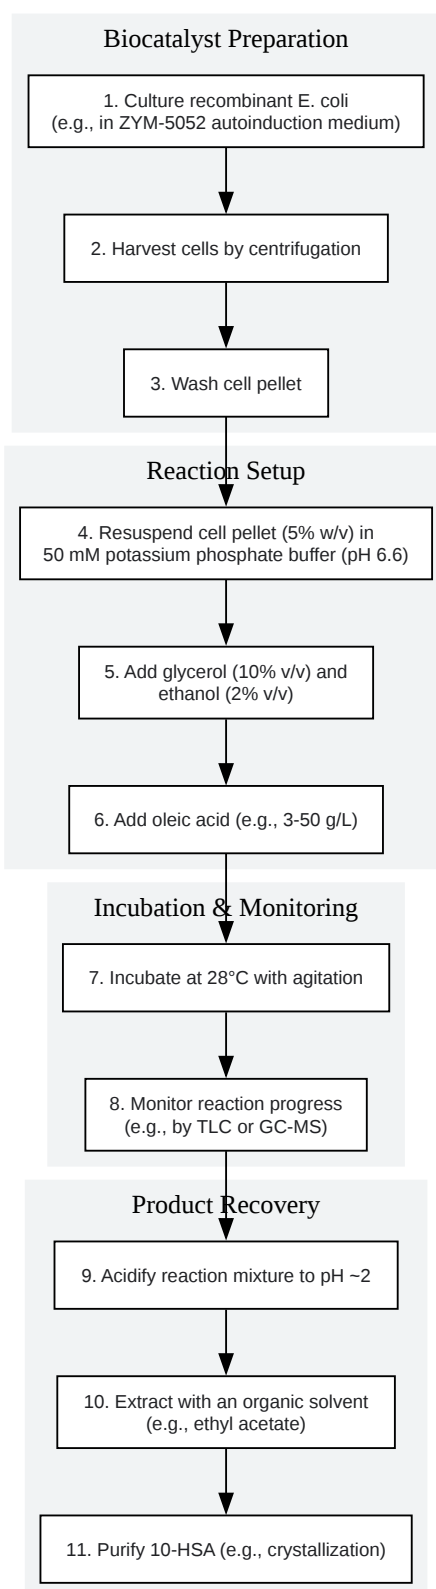 Biocatalyst Preparation
1. Culture recombinant E. coli
(e.g., in ZYM-5052 autoinduction medium)
2. Harvest cells by centrifugation
3. Wash cell pellet
Reaction Setup
4. Resuspend cell pellet (5% w/v) in
50 mM potassium phosphate buffer (pH 6.6)
5. Add glycerol (10% v/v) and
ethanol (2% v/v)
6. Add oleic acid (e.g., 3-50 g/L)
Incubation & Monitoring
7. Incubate at 28°C with agitation
8. Monitor reaction progress
(e.g., by TLC or GC-MS)
Product Recovery
9. Acidify reaction mixture to pH ~2
10. Extract with an organic solvent
(e.g., ethyl acetate)
11. Purify 10-HSA (e.g., crystallization)